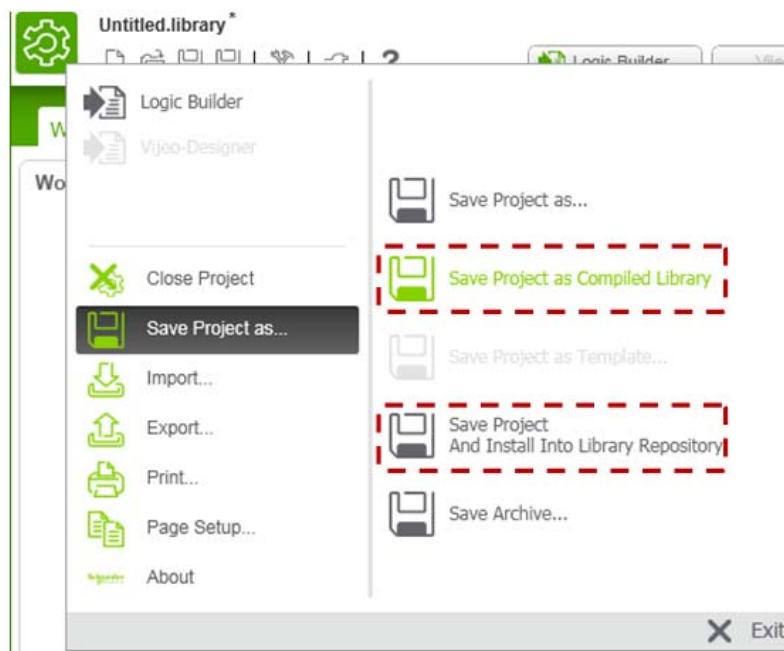 Untitled.library*
Logic Builder
Logic Builder
Vijeo-Designer
Wo
Save Project as...
Close Project
Save Project as Compiled Library
Save Project as...
Save Project as Template...
Import...
Export...
Save Project
And Install Into Library Repository
Print...
Save Archive...
Page Setup...
Schneider
About
Exit